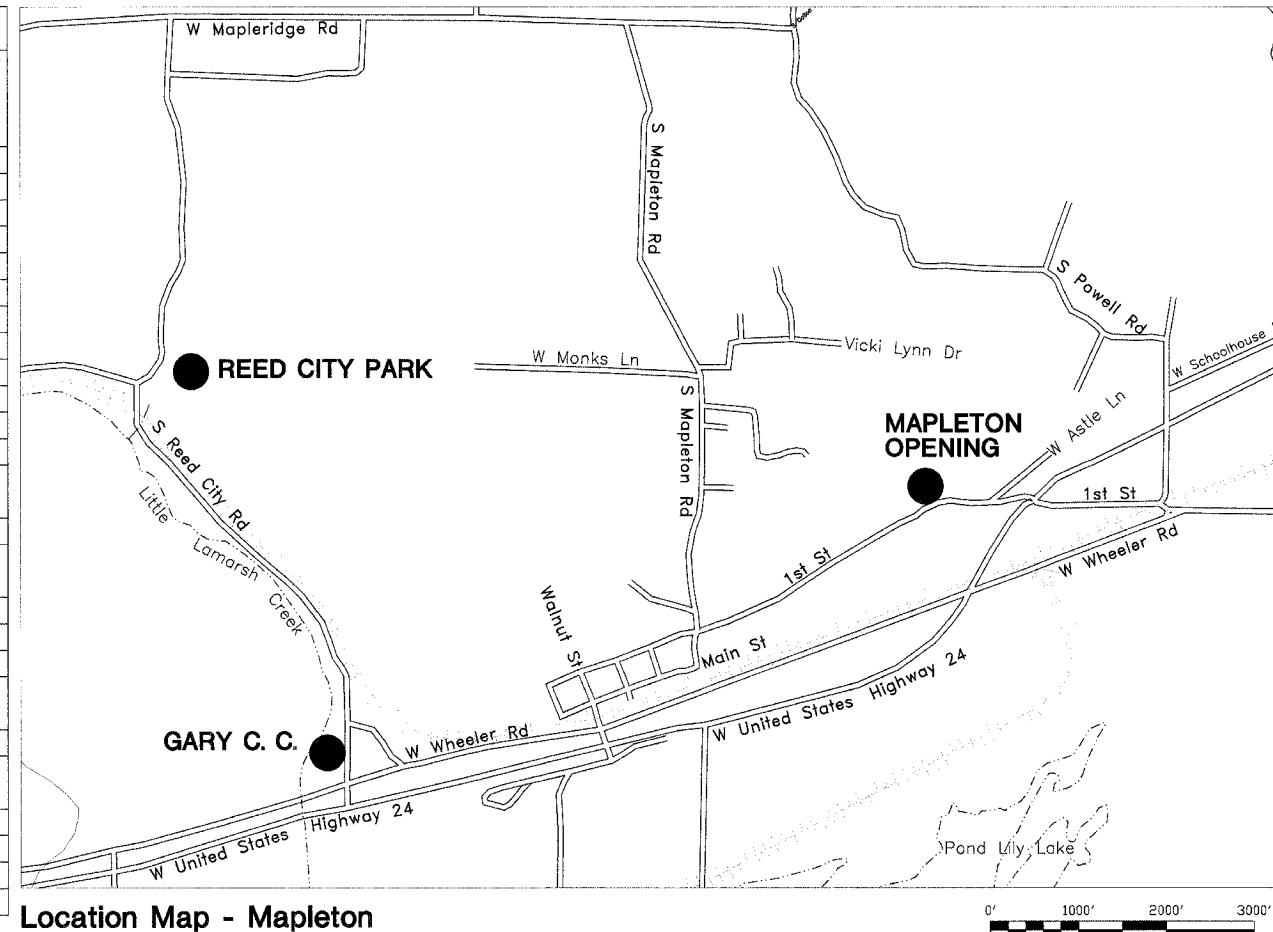 W Mapleridge Rd
S Mapleton Rd
S Powell Rd
Vicki Lynn Dr
W Monks Ln
W Schoolhouse
REED CITY PARK
S Mapleton Rd
MAPLETON
OPENING
W Astle Ln
S Reed City Rd
Little
Lamarsh
Creek
1st St
1st St
W Wheeler Rd
Walnut St
Main St
GARY C. C.
W Wheeler Rd
W United States Highway 24
W United States Highway 24
Pond Lily Lake
Location Map - Mapleton
0' 1000' 2000' 3000'